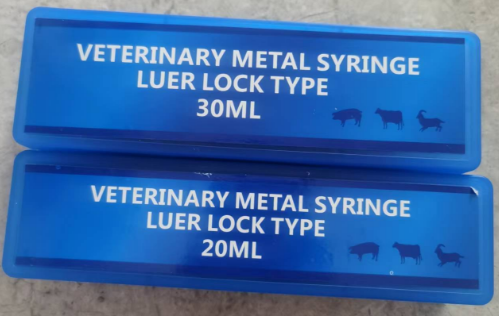 VETERINARY METAL SYRINGE
LUER LOCK TYPE
30ML
VETERINARY METAL SYRINGE
LUER LOCK TYPE
20ML